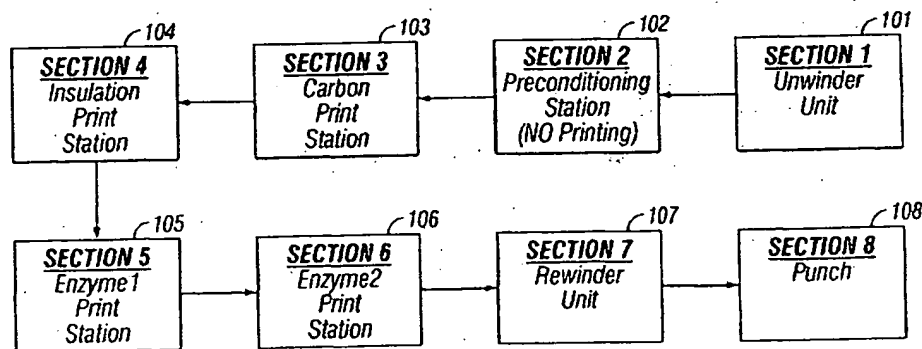 104
SECTION 4
Insulation
Print
Station
103
SECTION 3
Carbon
Print
Station
102
SECTION 2
Preconditioning
Station
(NO Printing)
101
SECTION 1
Unwinder
Unit
105
SECTION 5
Enzyme1
Print
Station
106
SECTION 6
Enzyme2
Print
Station
107
SECTION 7
Rewinder
Unit
108
SECTION 8
Punch